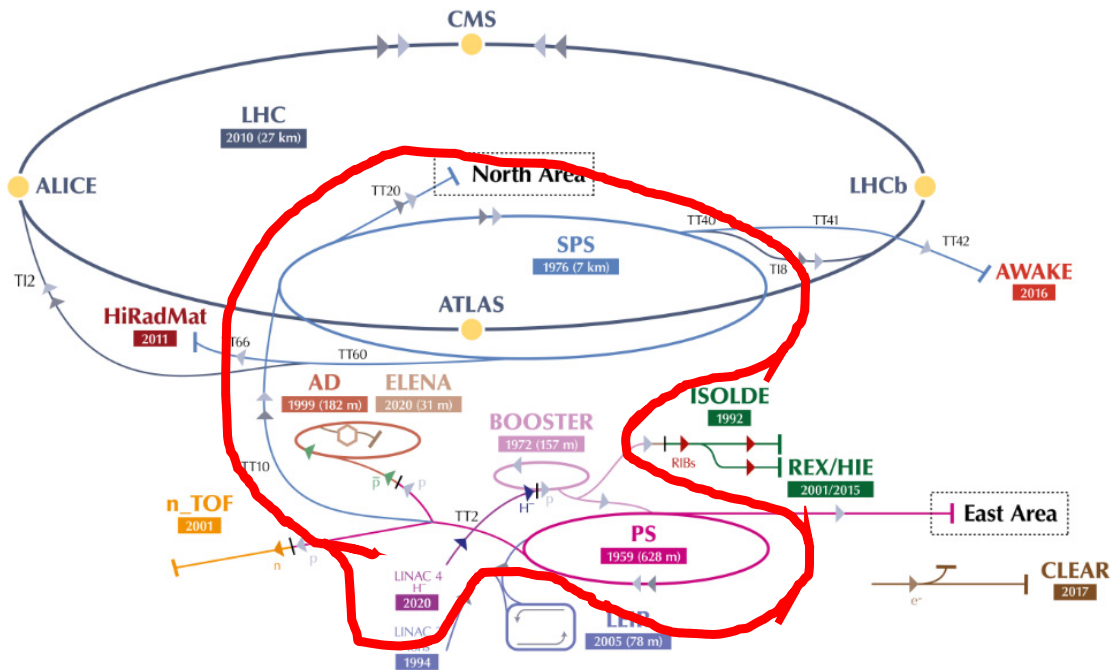 CMS
LHC
2010 (27 km)
North Area
TT20
ALICE
LHCb
TT40
TT41
SPS
1976 (7 km)
TT42
TI8
TI2
AWAKE
2016
ATLAS
HiRadMat
2011
T66
TT60
AD
1999 (182 m)
ELENA
2020 (31 m)
ISOLDE
1992
BOOSTER
1972 (157 m)
RIBs
REX/HIE
2001/2015
TT10
p̅
p
H⁻
p
n_TOF
2001
TT2
East Area
PS
1959 (628 m)
n
p
LINAC 4
H⁻
2020
CLEAR
2017
e⁻
LINAC
LEIR
2005 (78 m)
1994